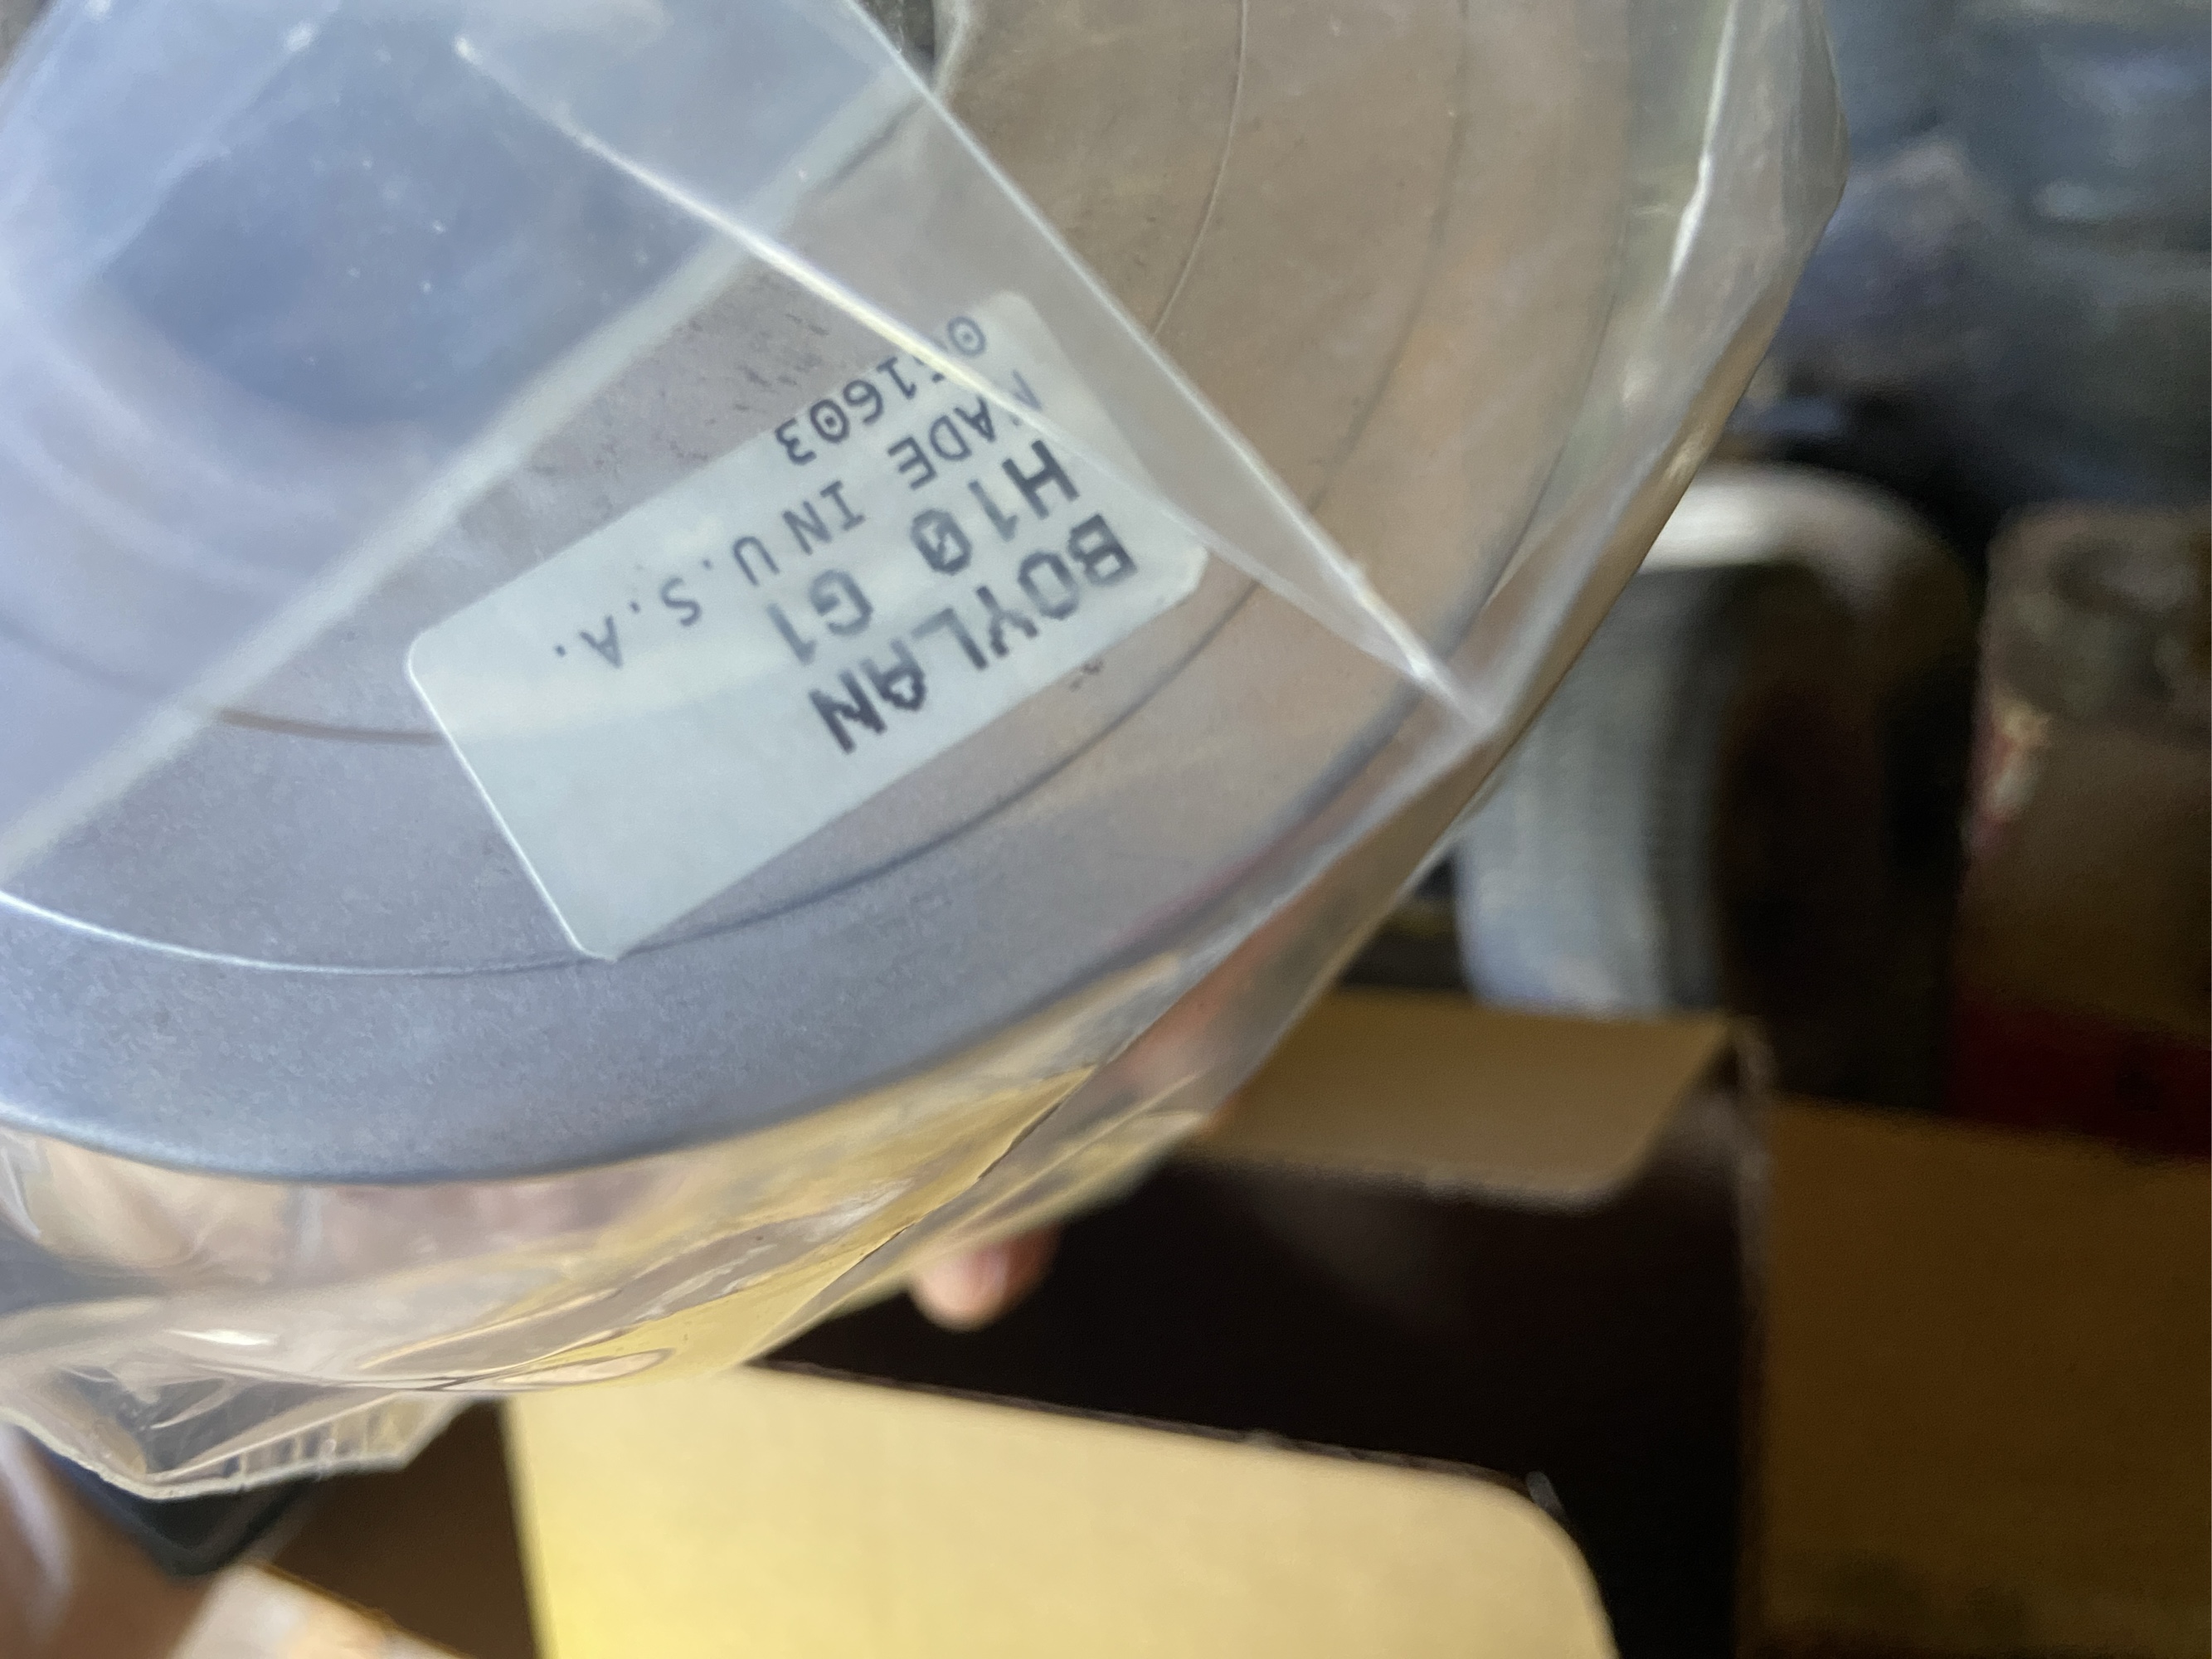 BOYLAN
H10 G1
MADE IN U.S.A.